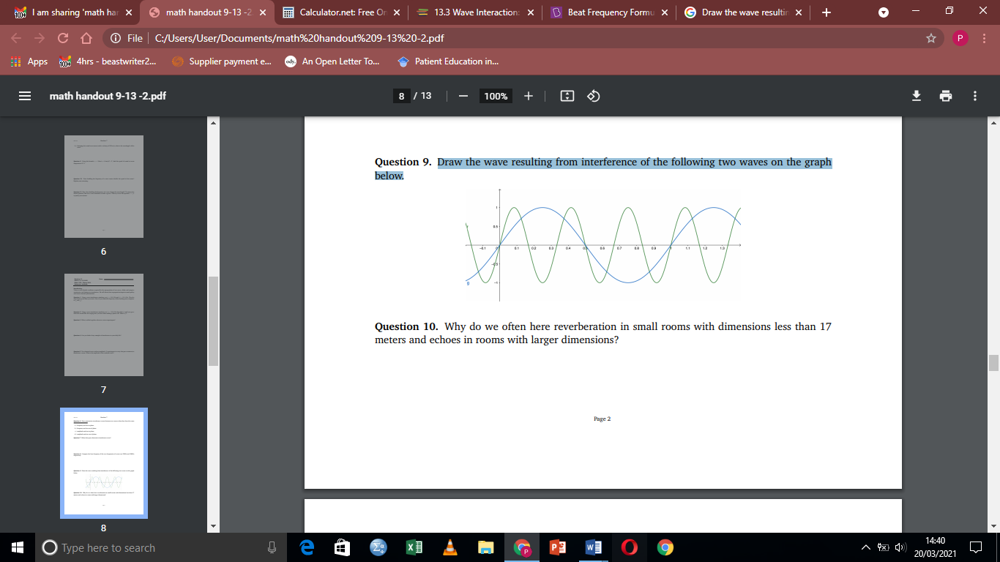 I am sharing 'math ha
math handout 9-13 -2
Calculator.net: Free On
13.3 Wave Interaction:
Beat Frequency Formu
Draw the wave resultin
File
C:/Users/User/Documents/math%20handout%209-13%20-2.pdf
P
Apps
4hrs - beastwriter2...
Supplier payment e...
ody.
An Open Letter To...
Patient Education in...
math handout 9-13 -2.pdf
8 / 13
100%
6
7
8
Question 9. Draw the wave resulting from interference of the following two waves on the graph
below.
1
0.5
-0.1 0 0.1 0.2 0.3 0.4 0.5 0.6 0.7 0.8 0.9 1 1.1 1.2 1.3
-0.5
-1
g
Question 10. Why do we often here reverberation in small rooms with dimensions less than 17
meters and echoes in rooms with larger dimensions?
Page 2
Type here to search
14:40
20/03/2021